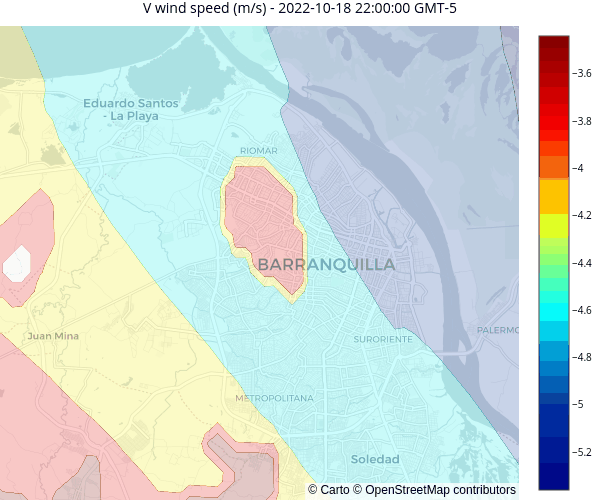 V wind speed (m/s) - 2022-10-18 22:00:00 GMT-5
−3.6
Eduardo Santos
- La Playa
−3.8
RIOMAR
−4
−4.2
BARRANQUILLA
−4.4
−4.6
PALERMO
Juan Mina
SURORIENTE
−4.8
METROPOLITANA
−5
Soledad
−5.2
© Carto © OpenStreetMap contributors